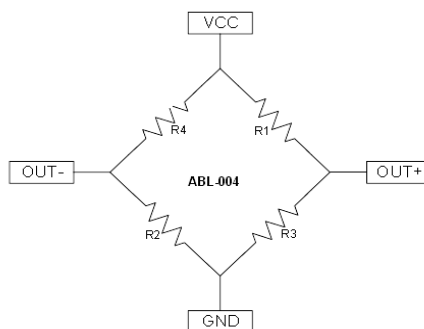 VCC
R4
R1
OUT-
ABL-004
OUT+
R2
R3
GND